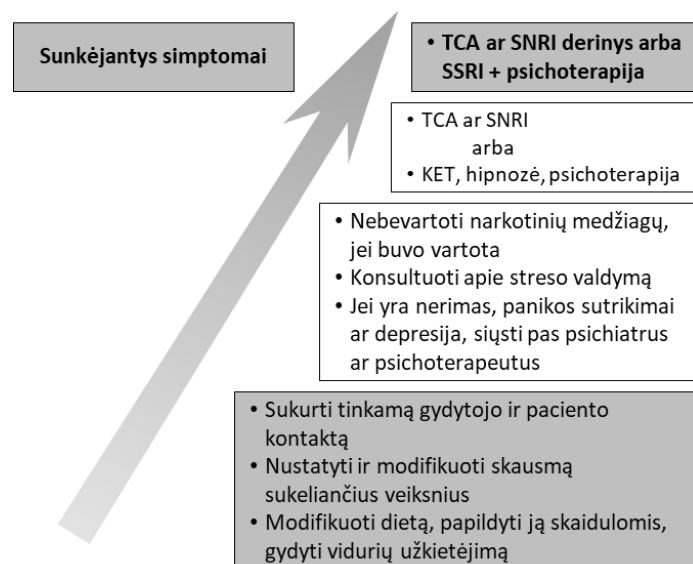 Sunkėjantys simptomai
• TCA ar SNRI derinys arba
SSRI + psichoterapija
• TCA ar SNRI
arba
• KET, hipnozė, psichoterapija
• Nebevartoti narkotinių medžiagų,
jei buvo vartota
• Konsultuoti apie streso valdymą
• Jei yra nerimas, panikos sutrikimai
ar depresija, siųsti pas psichiatrus
ar psichoterapeutus
• Sukurti tinkamą gydytojo ir paciento
kontaktą
• Nustatyti ir modifikuoti skausmą
sukeliančius veiksnius
• Modifikuoti dietą, papildyti ją skaidulomis,
gydyti vidurių užkietėjimą